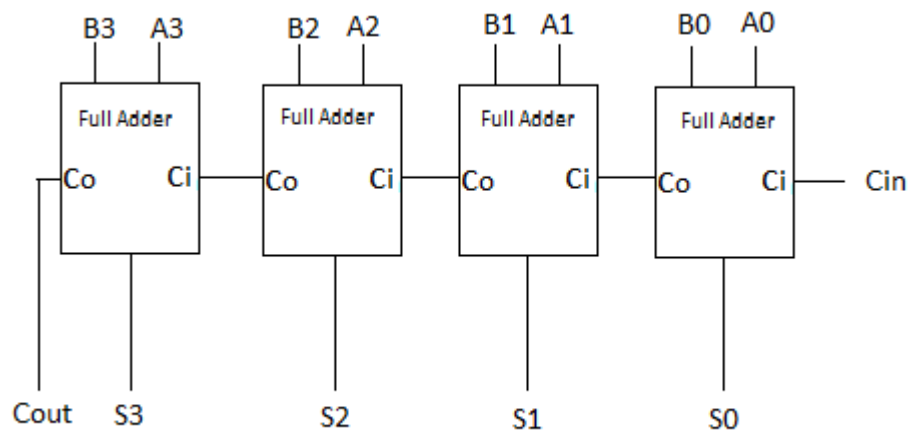 B3 A3 B2 A2 B1 A1 B0 A0
Full Adder Full Adder Full Adder Full Adder
Co Ci Co Ci Co Ci Co Ci Cin
Cout S3 S2 S1 S0